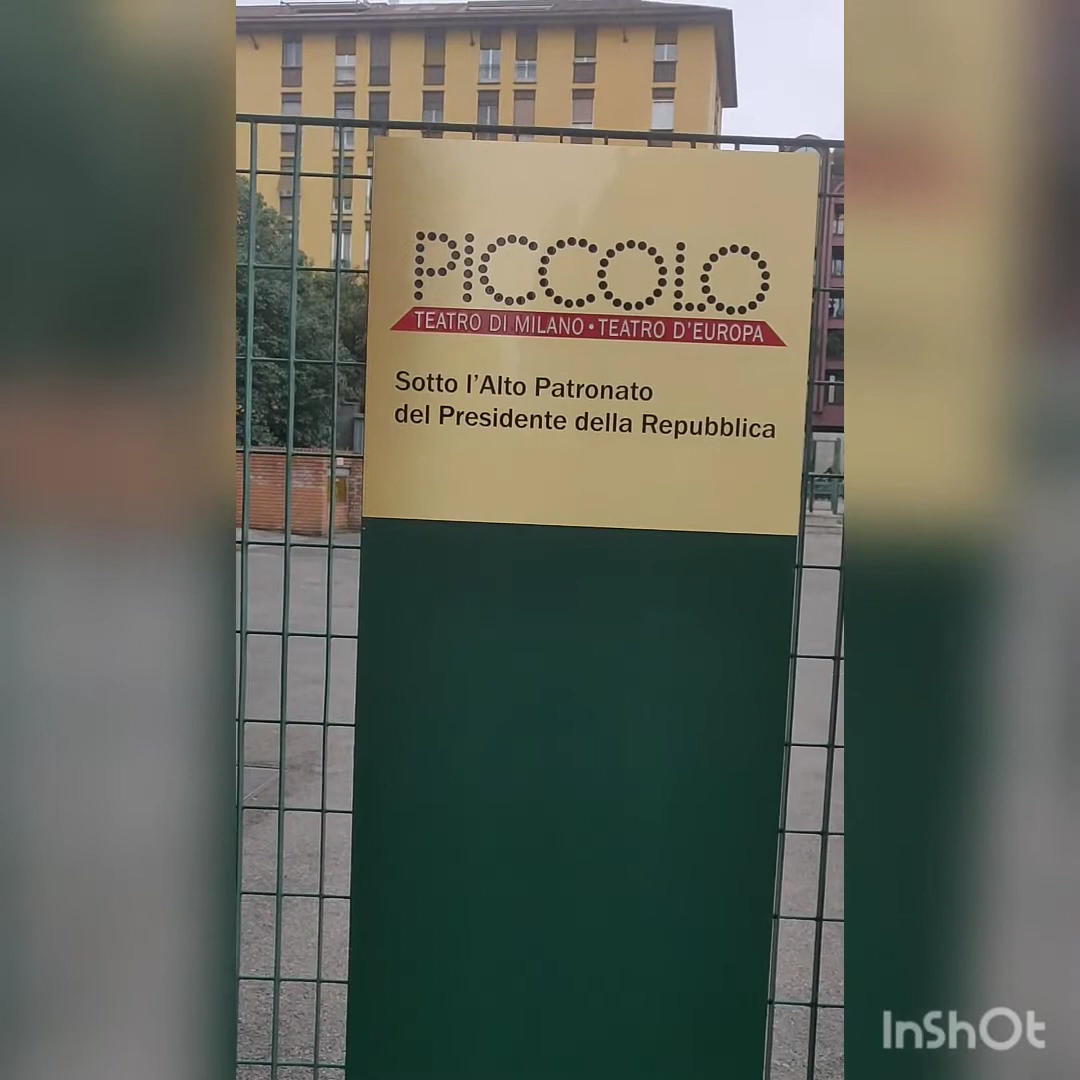 PICCOLO
TEATRO DI MILANO • TEATRO D'EUROPA
Sotto l'Alto Patronato
del Presidente della Repubblica
InShOt